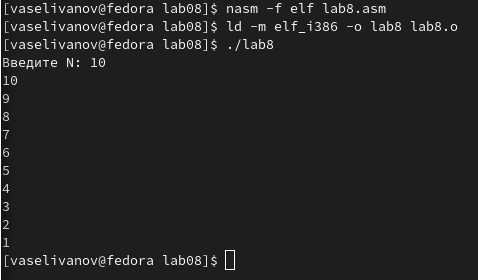 [vaselivanov@fedora lab08]$ nasm -f elf lab8.asm
[vaselivanov@fedora lab08]$ ld -m elf_i386 -o lab8 lab8.o
[vaselivanov@fedora lab08]$ ./lab8
Введите N: 10
10
9
8
7
6
5
4
3
2
1
[vaselivanov@fedora lab08]$